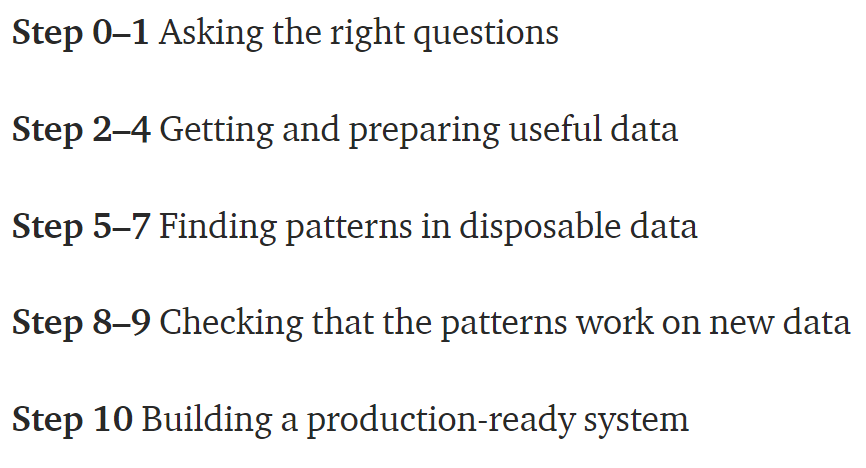 Step 0–1 Asking the right questions
Step 2–4 Getting and preparing useful data
Step 5–7 Finding patterns in disposable data
Step 8–9 Checking that the patterns work on new data
Step 10 Building a production-ready system